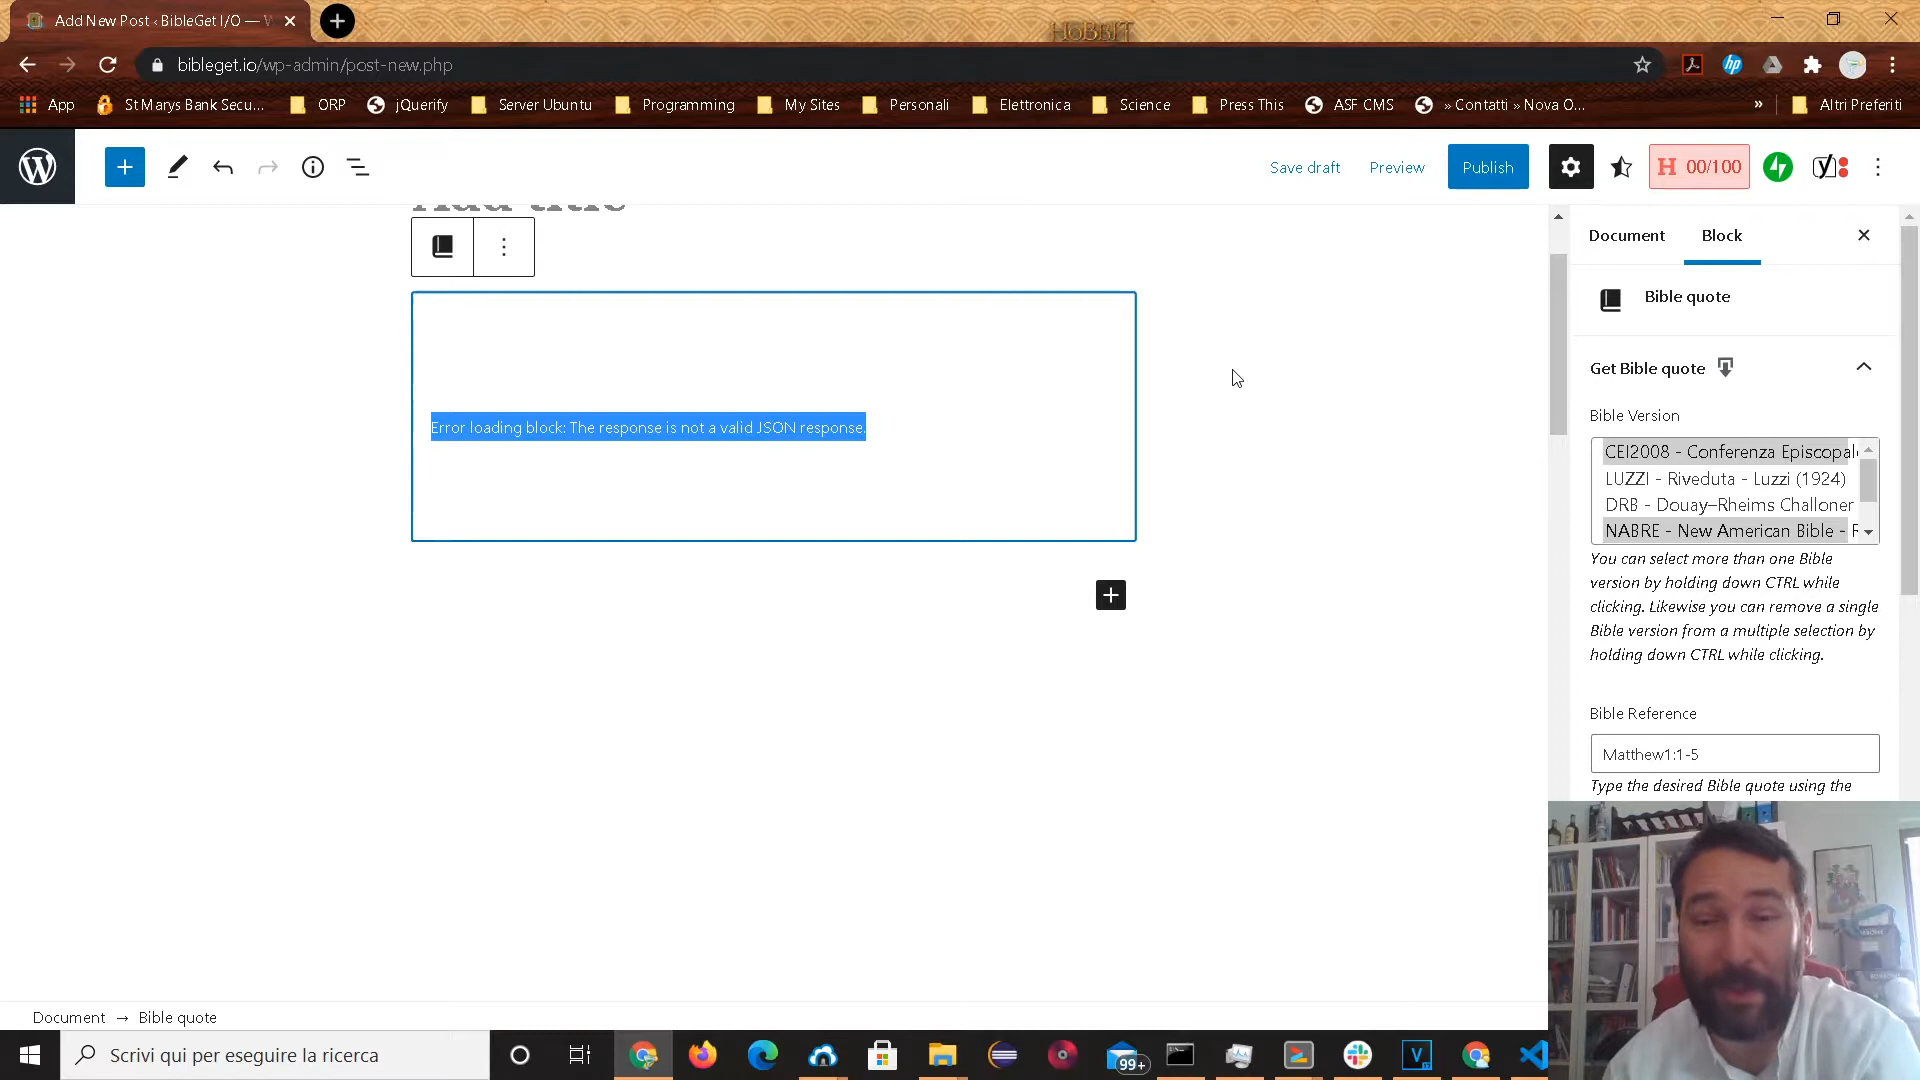 HOBBIT
Add New Post ‹ BibleGet I/O — W
bibleget.io/wp-admin/post-new.php
App
St Marys Bank Secu...
ORP
jQuerify
Server Ubuntu
Programming
My Sites
Personali
Elettronica
Science
Press This
ASF CMS
» Contatti » Nova O...
»
Altri Preferiti
Save draft
Preview
Publish
H 00/100
Add title
Document
Block
Bible quote
Get Bible quote
Bible Version
CEI2008 - Conferenza Episcopal
LUZZI - Riveduta - Luzzi (1924)
DRB - Douay–Rheims Challoner
NABRE - New American Bible - R
You can select more than one Bible
version by holding down CTRL while
clicking. Likewise you can remove a single
Bible version from a multiple selection by
holding down CTRL while clicking.
Bible Reference
Matthew1:1-5
Type the desired Bible quote using the
Error loading block: The response is not a valid JSON response.
Document → Bible quote
Scrivi qui per eseguire la ricerca
99+